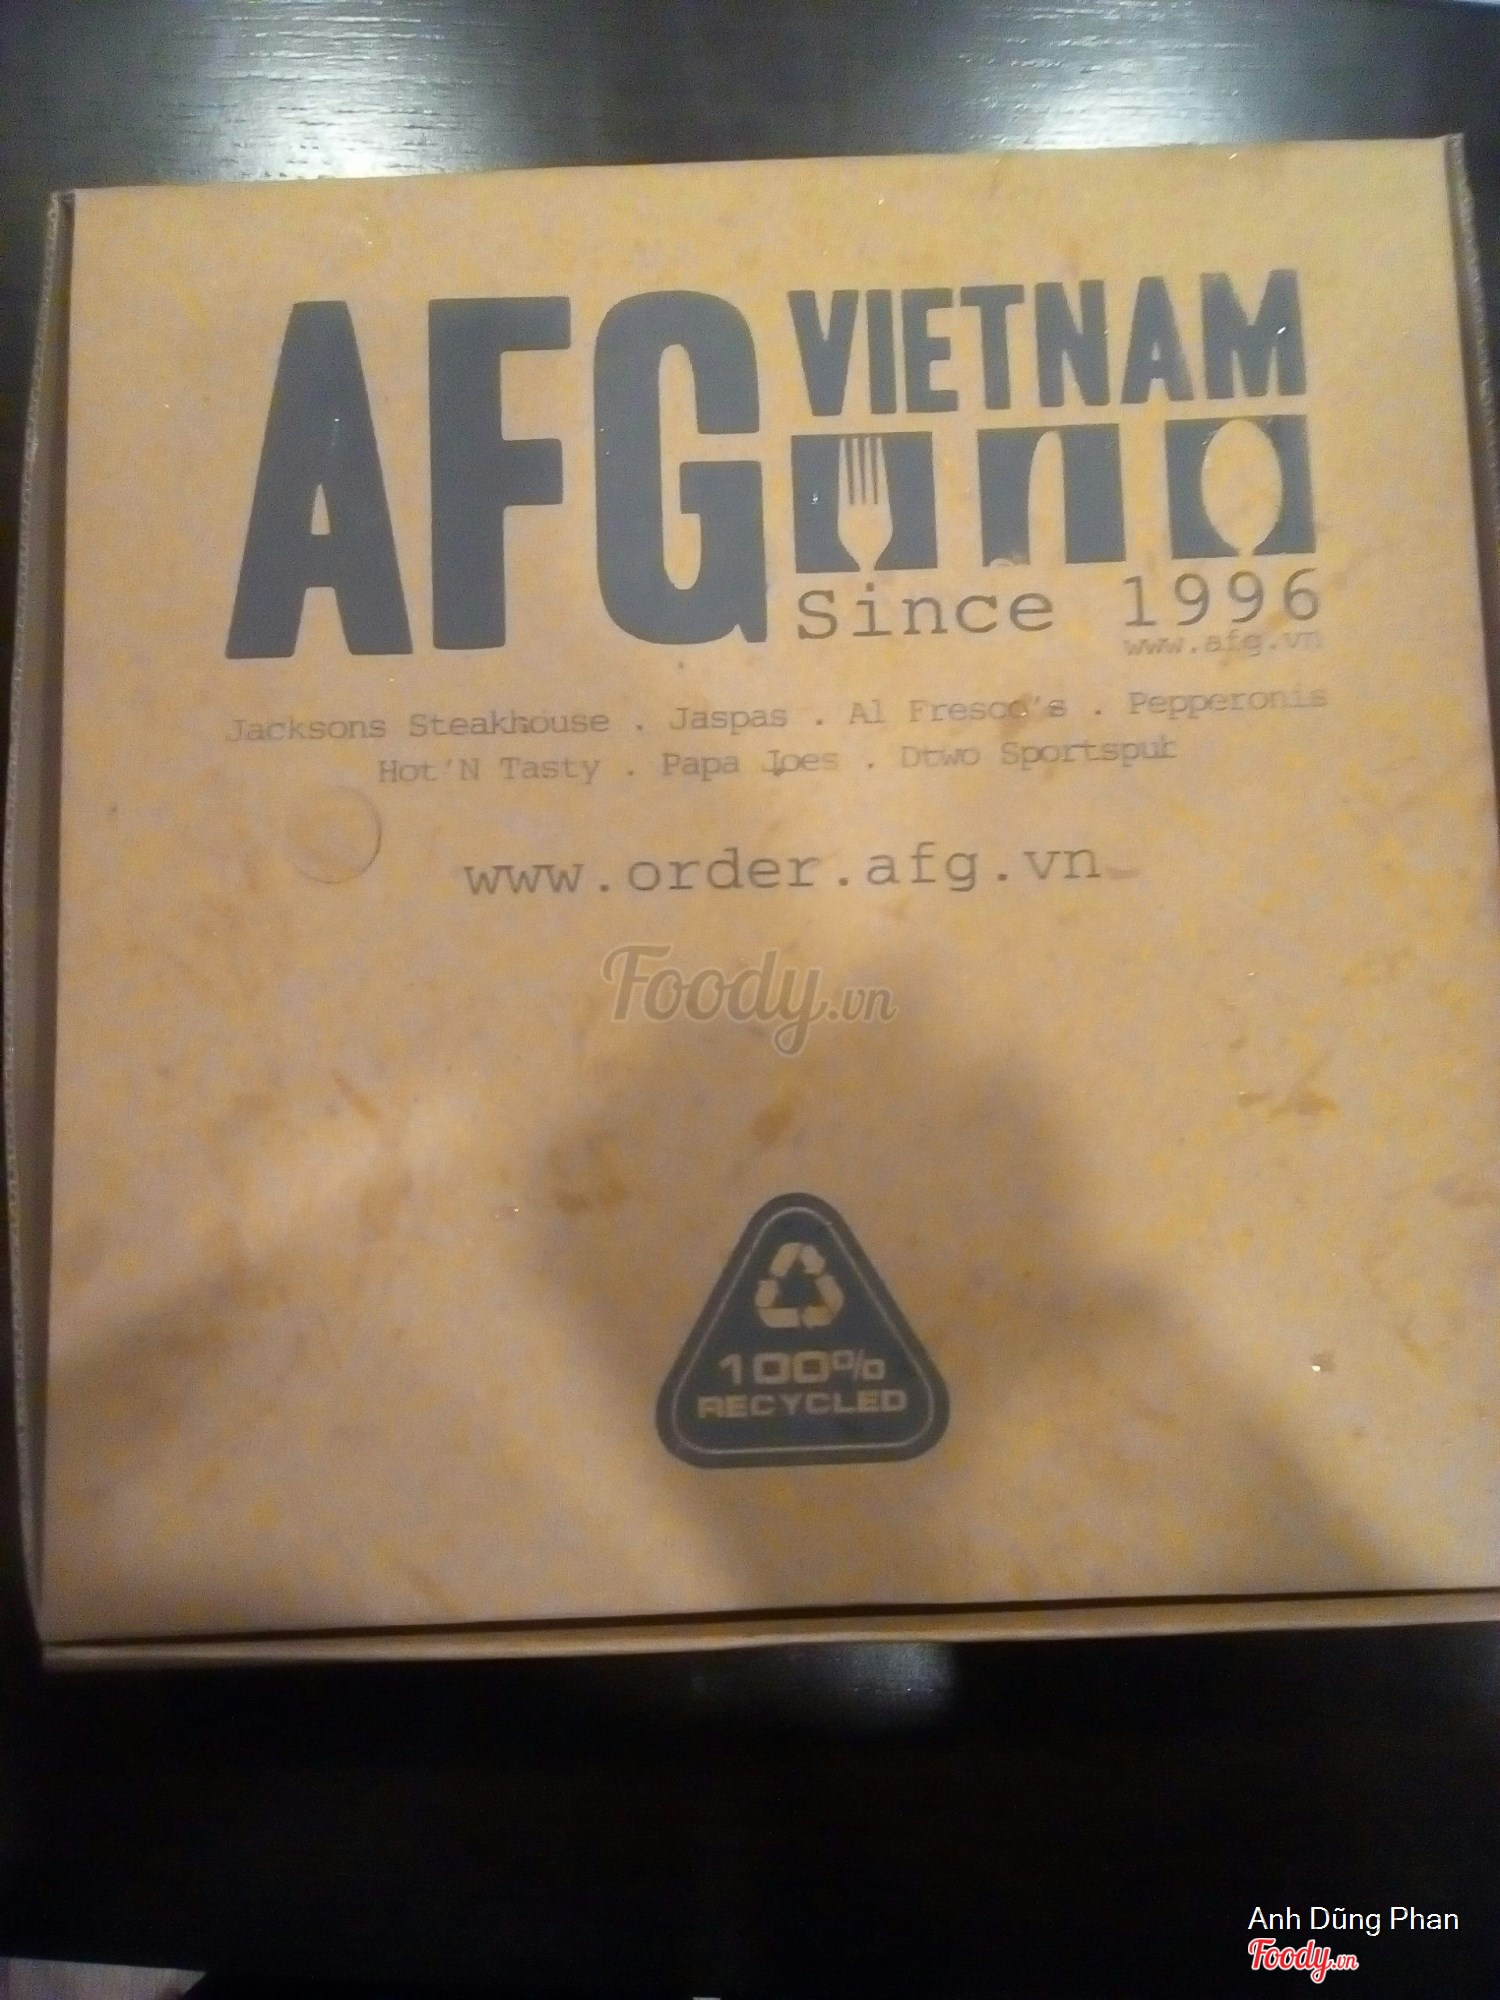 AFG VIETNAM
Since 1996
www.afg.vn
Jacksons Steakhouse . Jaspas . Al Fresco's . Pepperonis
Hot'N Tasty . Papa Joes . Dtwo Sportspub
www.order.afg.vn
Foody.vn
100%
RECYCLED
Anh Dũng Phan
Foody.vn